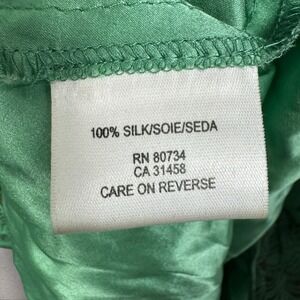 100% SILK/SOIE/SEDA
RN 80734
CA 31458
CARE ON REVERSE